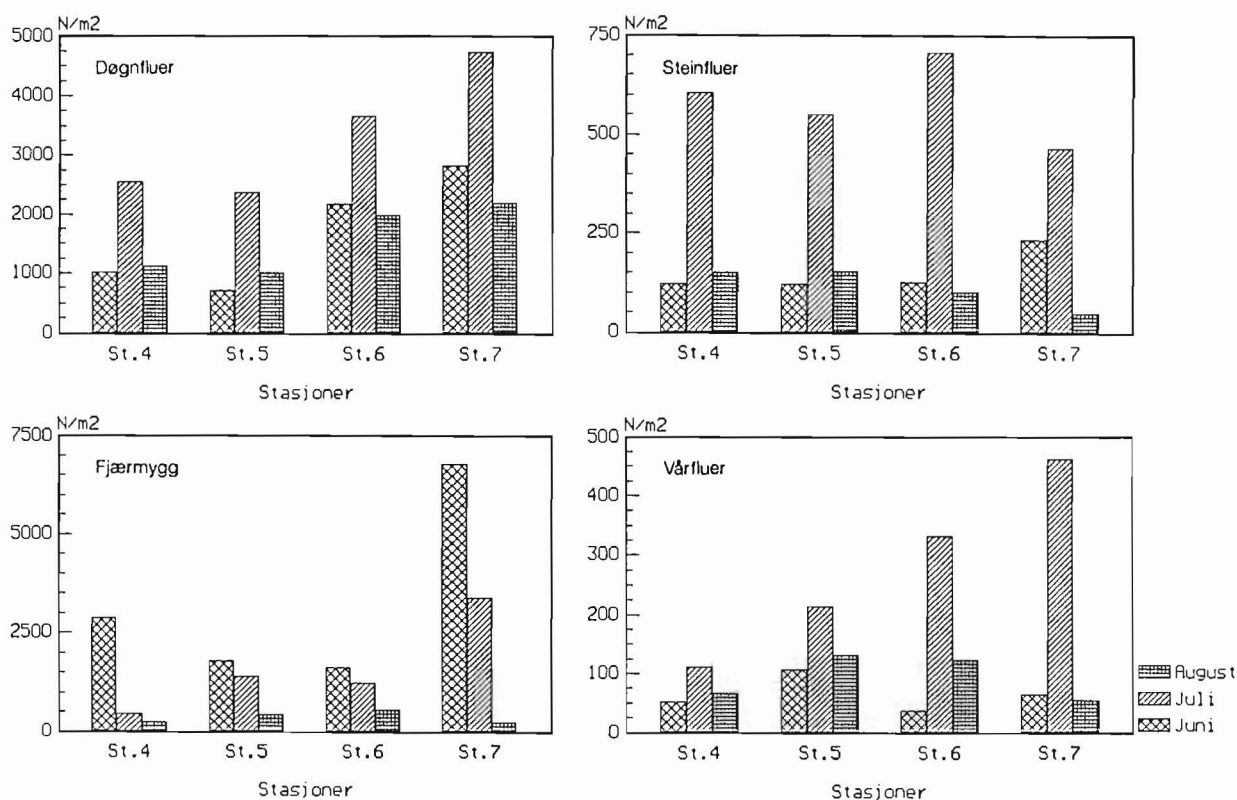 N/m2
5000
4000
3000
2000
1000
0
Døgnfluer
St.4 St.5 St.6 St.7
Stasjoner
N/m2
750
500
250
0
Steinfluer
St.4 St.5 St.6 St.7
Stasjoner
N/m2
7500
5000
2500
0
Fjærmygg
St.4 St.5 St.6 St.7
Stasjoner
N/m2
500
400
300
200
100
0
Vårfluer
St.4 St.5 St.6 St.7
Stasjoner
August
Juli
Juni